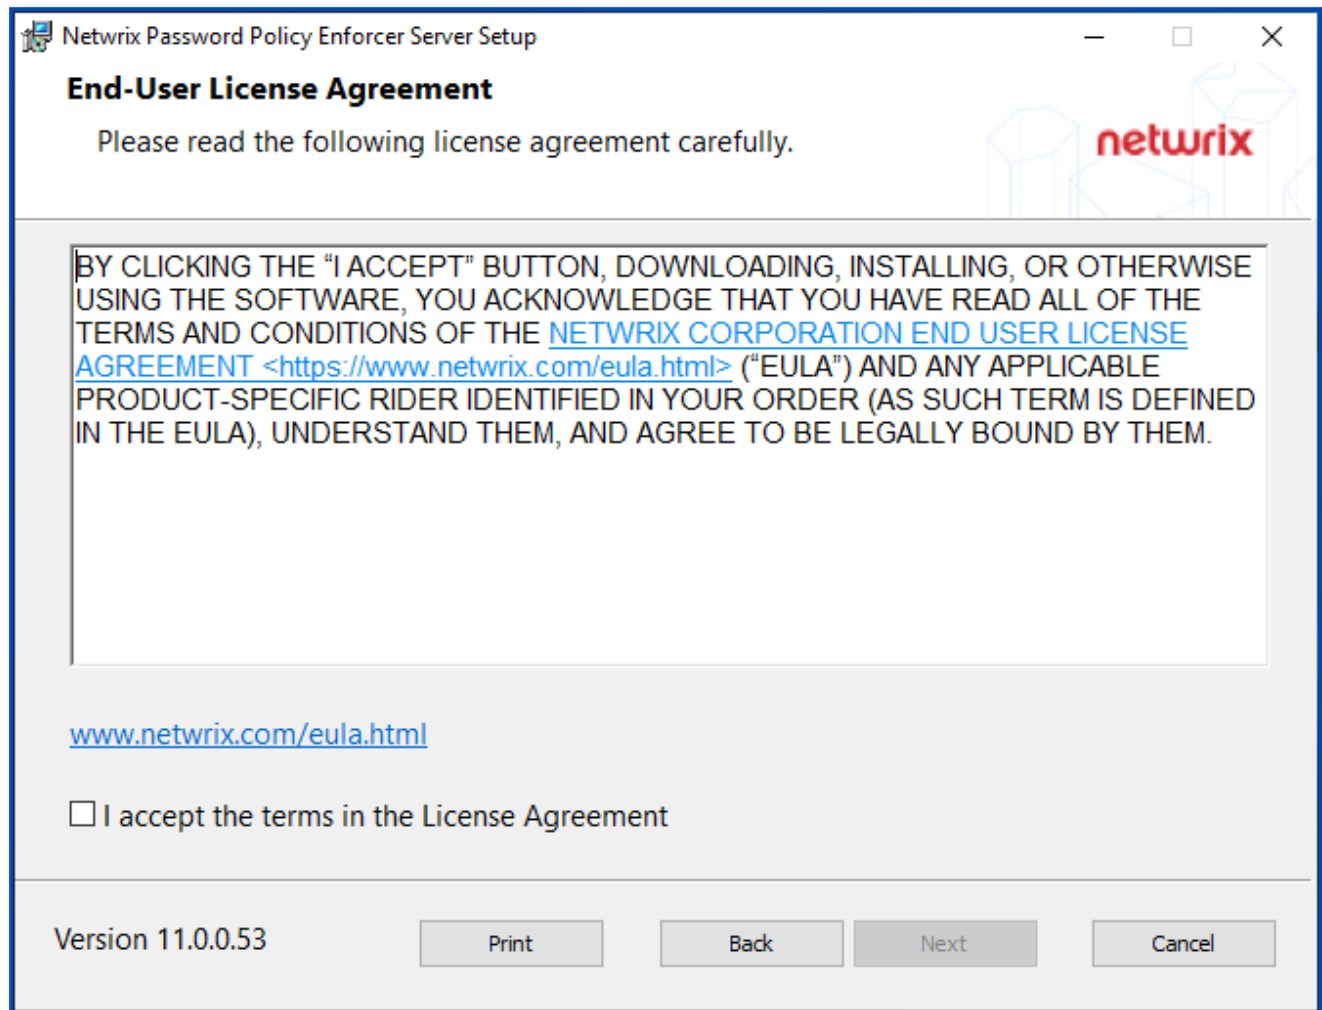 Netwrix Password Policy Enforcer Server Setup
End-User License Agreement
Please read the following license agreement carefully.
netwrix
BY CLICKING THE “I ACCEPT” BUTTON, DOWNLOADING, INSTALLING, OR OTHERWISE
USING THE SOFTWARE, YOU ACKNOWLEDGE THAT YOU HAVE READ ALL OF THE
TERMS AND CONDITIONS OF THE NETWRIX CORPORATION END USER LICENSE
AGREEMENT <https://www.netwrix.com/eula.html> (“EULA”) AND ANY APPLICABLE
PRODUCT-SPECIFIC RIDER IDENTIFIED IN YOUR ORDER (AS SUCH TERM IS DEFINED
IN THE EULA), UNDERSTAND THEM, AND AGREE TO BE LEGALLY BOUND BY THEM.
www.netwrix.com/eula.html
I accept the terms in the License Agreement
Version 11.0.0.53
Print
Back
Next
Cancel